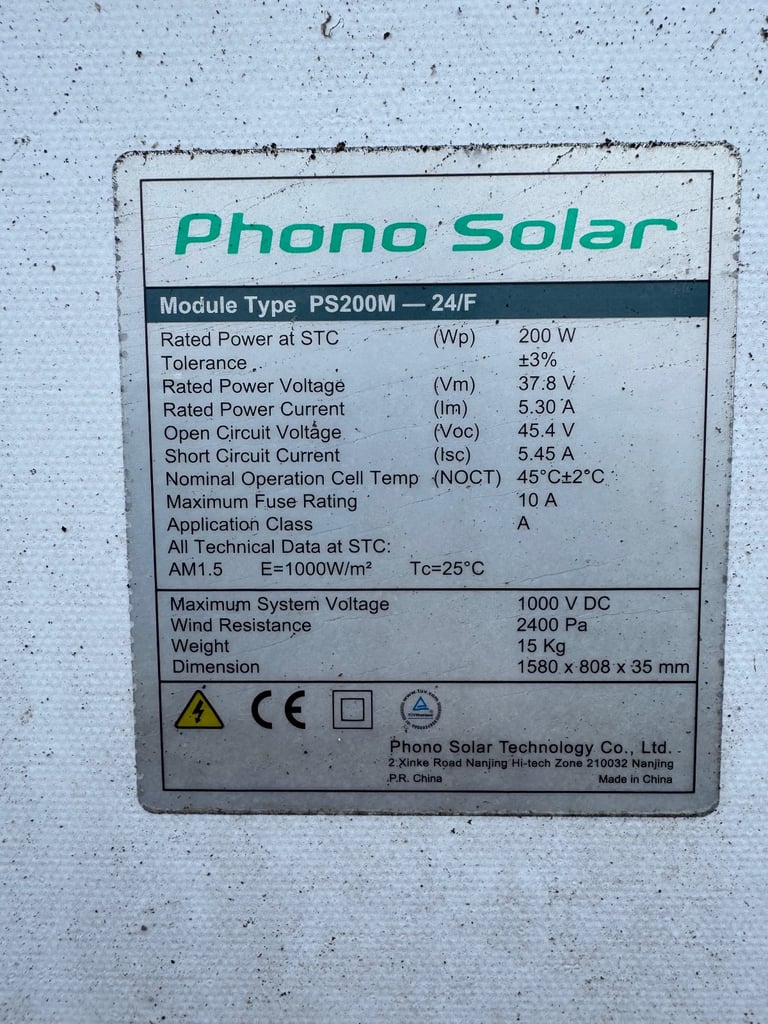 Phono Solar
Module Type PS200M — 24/F
Rated Power at STC (Wp) 200 W
Tolerance ±3%
Rated Power Voltage (Vm) 37.8 V
Rated Power Current (Im) 5.30 A
Open Circuit Voltage (Voc) 45.4 V
Short Circuit Current (Isc) 5.45 A
Nominal Operation Cell Temp (NOCT) 45°C±2°C
Maximum Fuse Rating 10 A
Application Class A
All Technical Data at STC:
AM1.5 E=1000W/m² Tc=25°C
Maximum System Voltage 1000 V DC
Wind Resistance 2400 Pa
Weight 15 Kg
Dimension 1580 x 808 x 35 mm
CE
www.tuv.com
TÜVRheinland
Phono Solar Technology Co., Ltd.
2 Xinke Road Nanjing Hi-tech Zone 210032 Nanjing
P.R. China Made in China